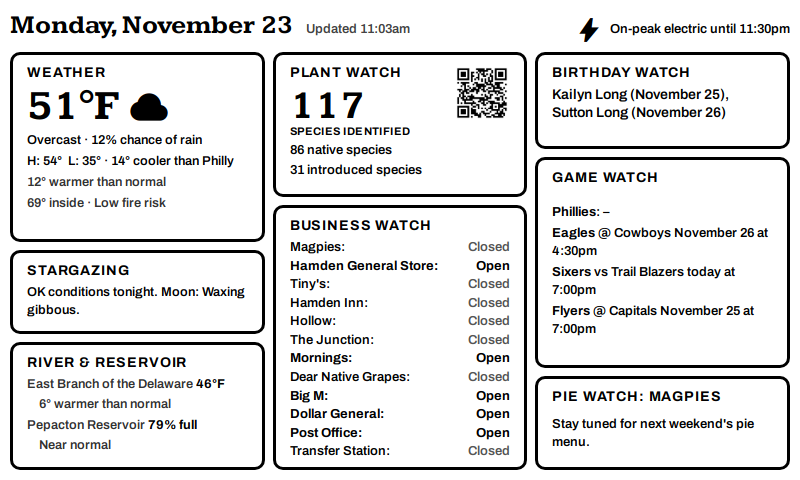 Monday, November 23 Updated 11:03am
On-peak electric until 11:30pm
WEATHER
51°F
Overcast · 12% chance of rain
H: 54° L: 35° · 14° cooler than Philly
12° warmer than normal
69° inside · Low fire risk
STARGAZING
OK conditions tonight. Moon: Waxing
gibbous.
RIVER & RESERVOIR
East Branch of the Delaware 46°F
6° warmer than normal
Pepacton Reservoir 79% full
Near normal
PLANT WATCH
117
SPECIES IDENTIFIED
86 native species
31 introduced species
BUSINESS WATCH
Magpies: Closed
Hamden General Store: Open
Tiny's: Closed
Hamden Inn: Closed
Hollow: Closed
The Junction: Closed
Mornings: Open
Dear Native Grapes: Closed
Big M: Open
Dollar General: Open
Post Office: Open
Transfer Station: Closed
BIRTHDAY WATCH
Kailyn Long (November 25),
Sutton Long (November 26)
GAME WATCH
Phillies: –
Eagles @ Cowboys November 26 at
4:30pm
Sixers vs Trail Blazers today at
7:00pm
Flyers @ Capitals November 25 at
7:00pm
PIE WATCH: MAGPIES
Stay tuned for next weekend's pie
menu.